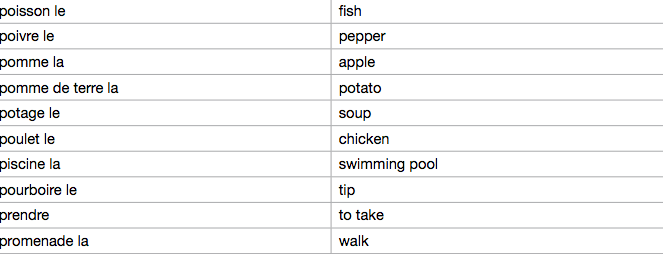 poisson le fish
poivre le pepper
pomme la apple
pomme de terre la potato
potage le soup
poulet le chicken
piscine la swimming pool
pourboire le tip
prendre to take
promenade la walk